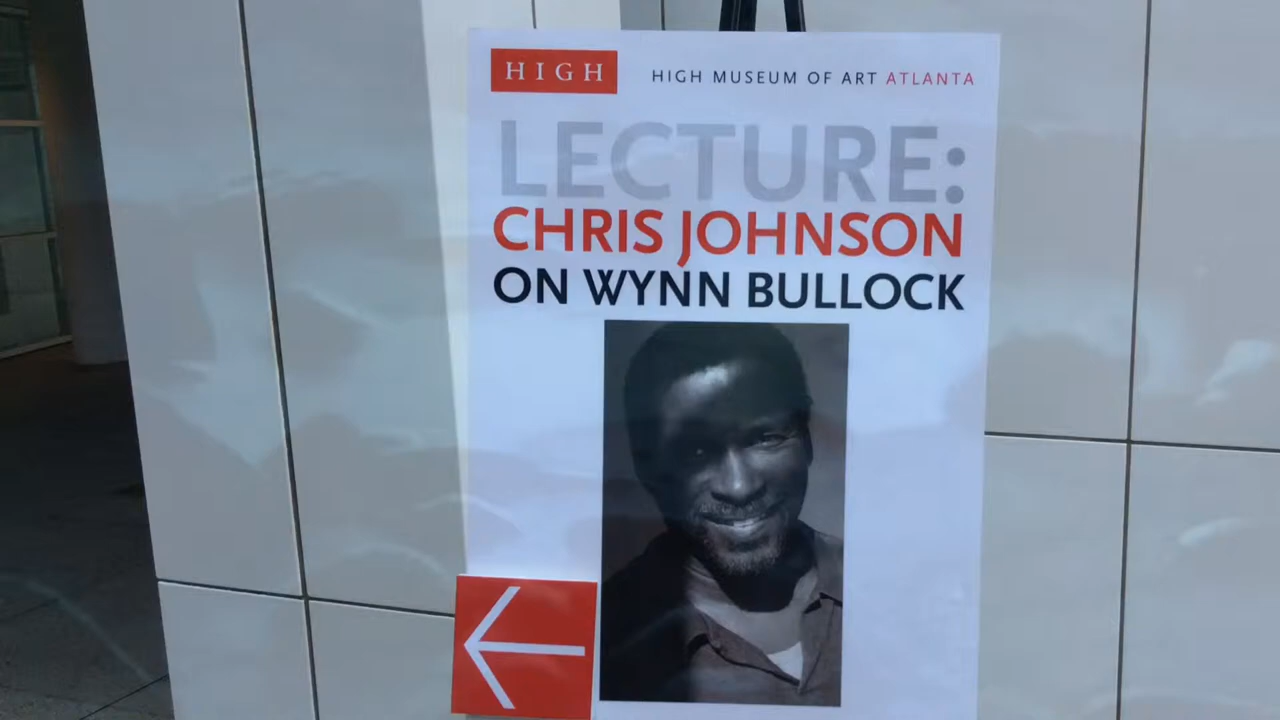 HIGH
HIGH MUSEUM OF ART ATLANTA
LECTURE:
CHRIS JOHNSON
ON WYNN BULLOCK